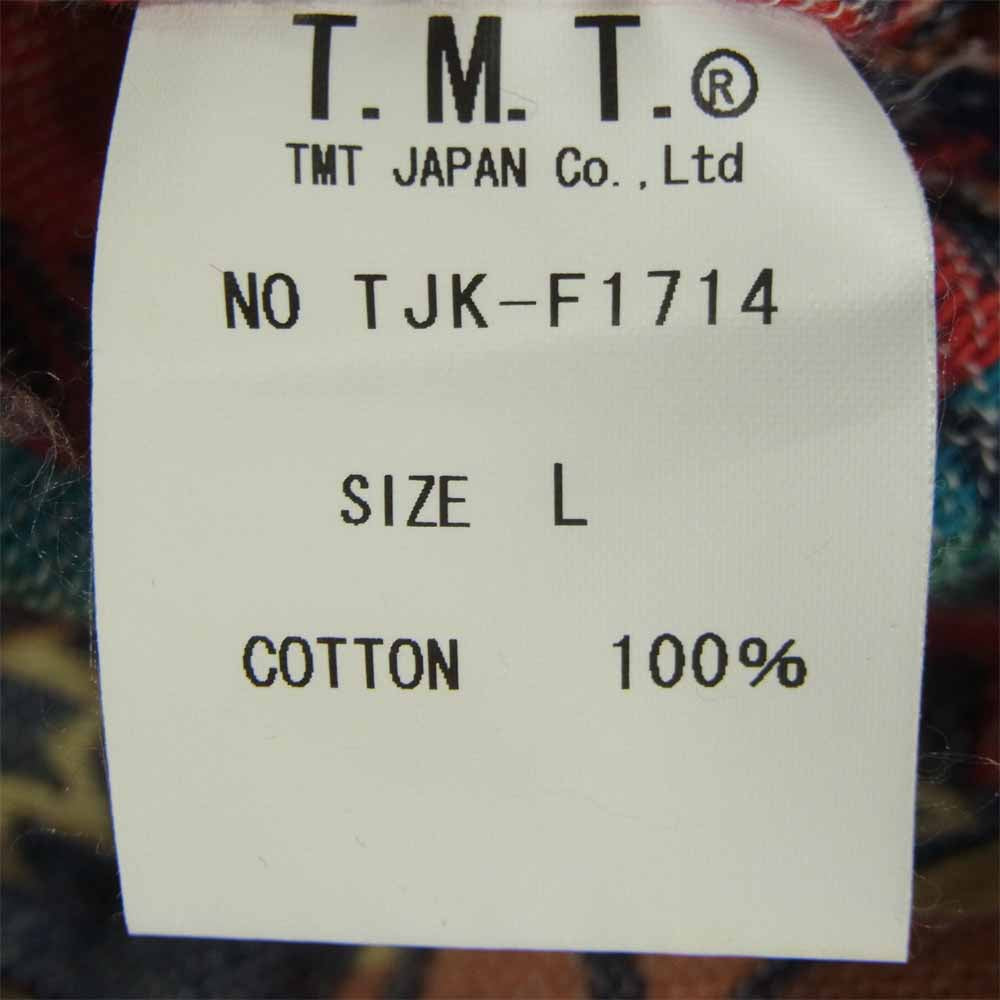 T.M.T.®
TMT JAPAN Co.,Ltd
NO TJK-F1714
SIZE L
COTTON 100%